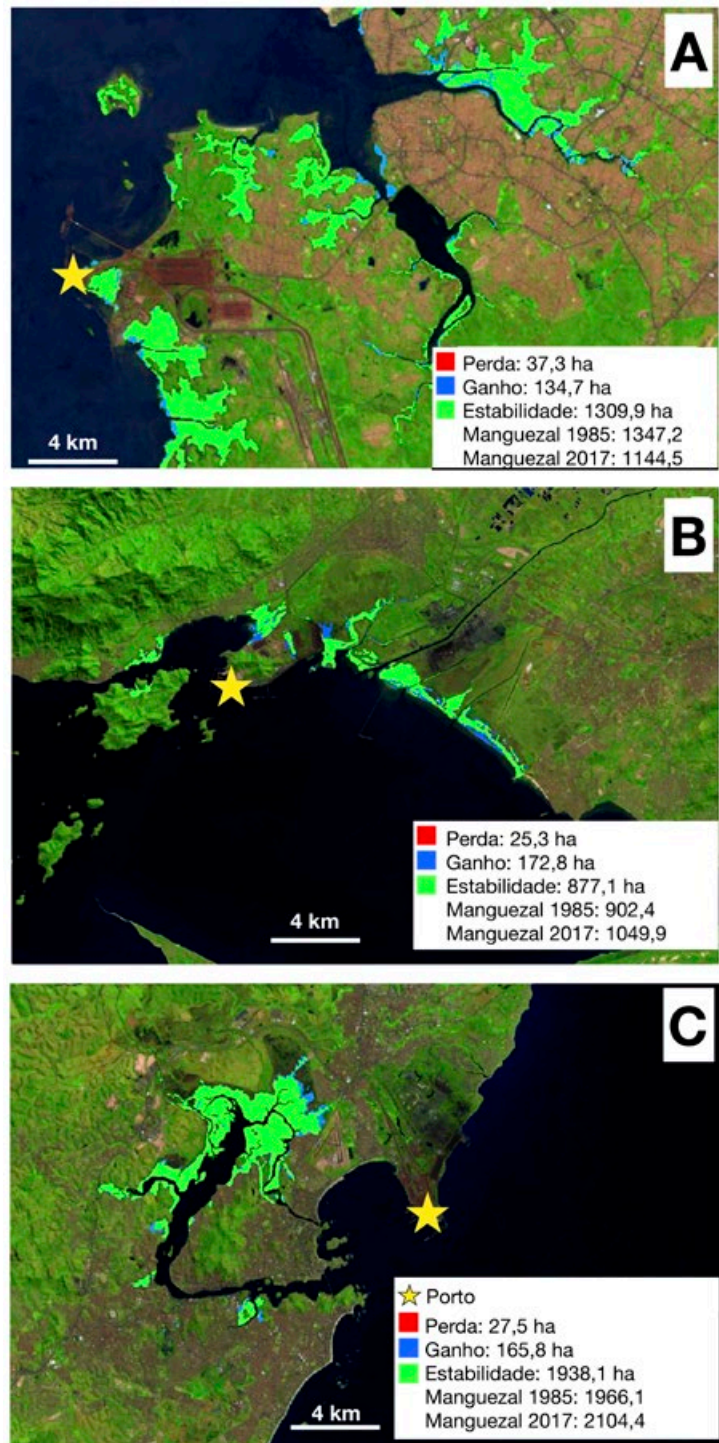 A
Perda: 37,3 ha
Ganho: 134,7 ha
Estabilidade: 1309,9 ha
Manguezal 1985: 1347,2
Manguezal 2017: 1144,5
4 km
B
Perda: 25,3 ha
Ganho: 172,8 ha
Estabilidade: 877,1 ha
Manguezal 1985: 902,4
Manguezal 2017: 1049,9
4 km
C
Porto
Perda: 27,5 ha
Ganho: 165,8 ha
Estabilidade: 1938,1 ha
Manguezal 1985: 1966,1
Manguezal 2017: 2104,4
4 km